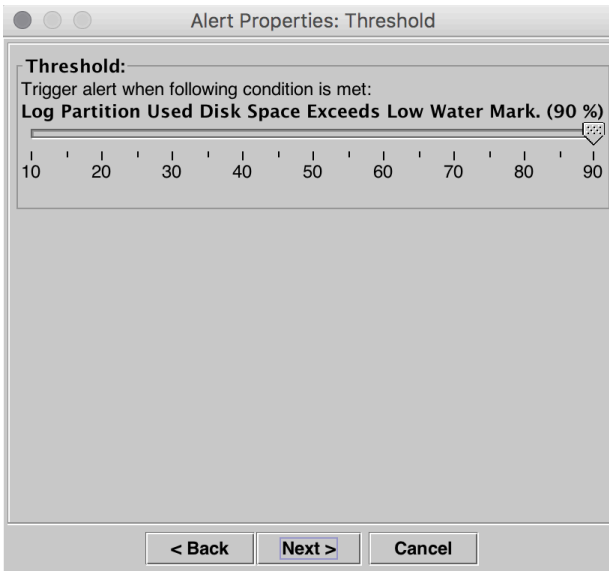 Alert Properties: Threshold
Threshold:
Trigger alert when following condition is met:
Log Partition Used Disk Space Exceeds Low Water Mark. (90 %)
10 20 30 40 50 60 70 80 90
< Back Next > Cancel